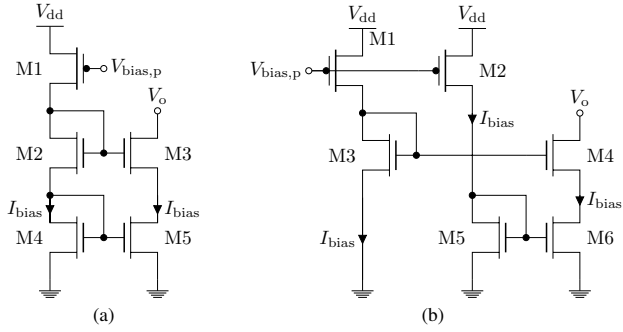 V_dd
V_dd
V_dd
M1
M1
V_bias,p
V_bias,p
M2
V_o
V_o
I_bias
M2
M3
M3
M4
I_bias
I_bias
I_bias
M4
M5
I_bias
M5
M6
(a)
(b)